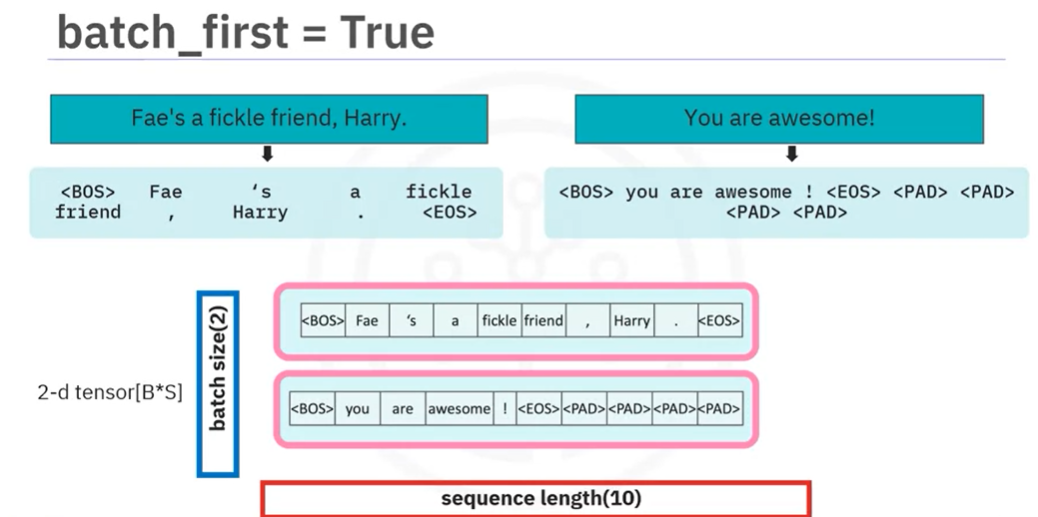 batch_first = True
Fae's a fickle friend, Harry.
You are awesome!
<BOS> Fae 's a fickle
friend , Harry . <EOS>
<BOS> you are awesome ! <EOS> <PAD> <PAD>
<PAD> <PAD>
batch size(2)
<BOS> Fae 's a fickle friend , Harry . <EOS>
2-d tensor[B*S]
<BOS> you are awesome ! <EOS> <PAD> <PAD> <PAD> <PAD>
sequence length(10)